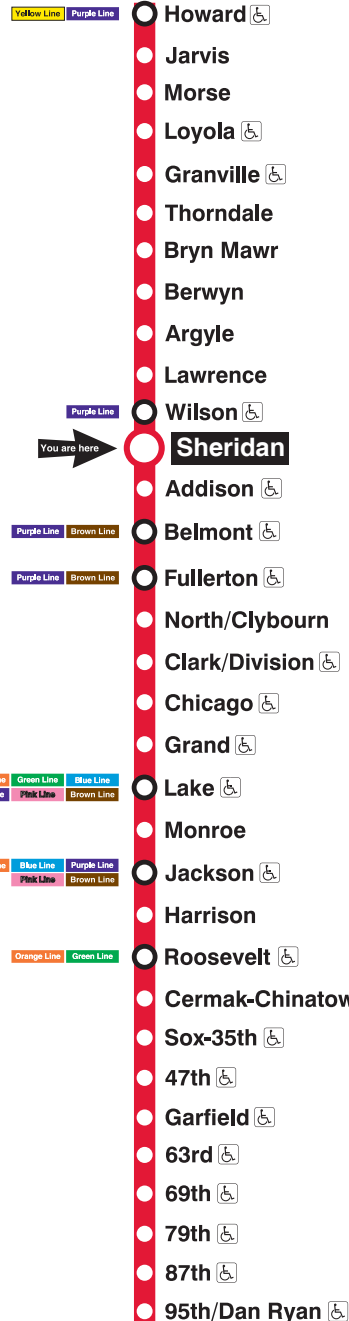 Yellow Line Purple Line Howard
Jarvis
Morse
Loyola
Granville
Thorndale
Bryn Mawr
Berwyn
Argyle
Lawrence
Purple Line Wilson
You are here Sheridan
Addison
Purple Line Brown Line Belmont
Purple Line Brown Line Fullerton
North/Clybourn
Clark/Division
Chicago
Grand
Green Line Blue Line
Pink Line Brown Line
Lake
Monroe
Blue Line Purple Line
Pink Line Brown Line
Jackson
Harrison
Orange Line Green Line Roosevelt
Cermak-Chinatow
Sox-35th
47th
Garfield
63rd
69th
79th
87th
95th/Dan Ryan